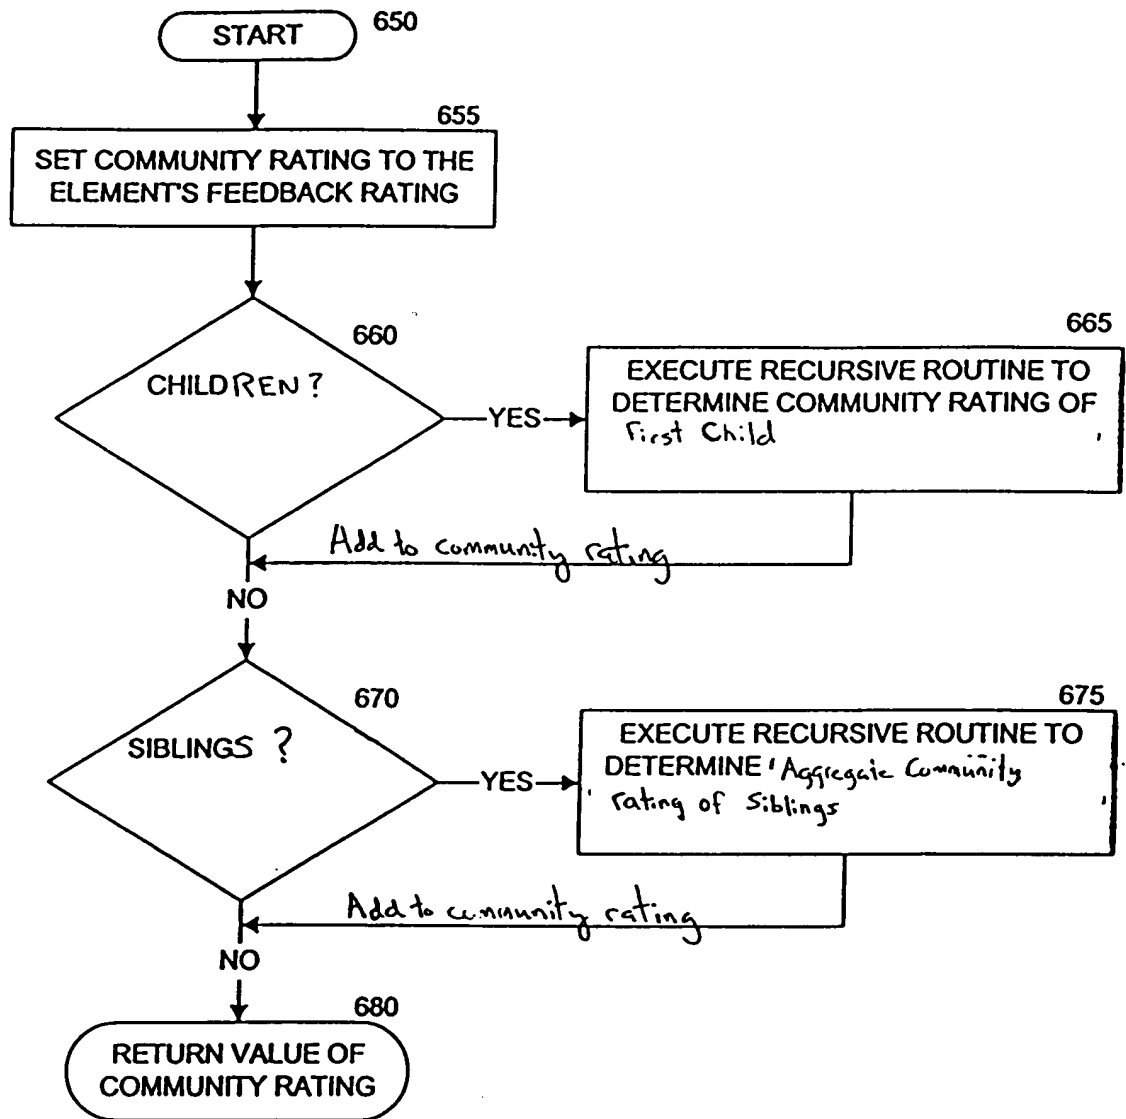 START
650
655
SET COMMUNITY RATING TO THE
ELEMENT'S FEEDBACK RATING
660
CHILDREN?
YES
665
EXECUTE RECURSIVE ROUTINE TO
DETERMINE COMMUNITY RATING OF
First Child
Add to community rating
NO
670
SIBLINGS ?
YES
675
EXECUTE RECURSIVE ROUTINE TO
DETERMINE Aggregate Community
rating of Siblings
Add to community rating
NO
680
RETURN VALUE OF
COMMUNITY RATING